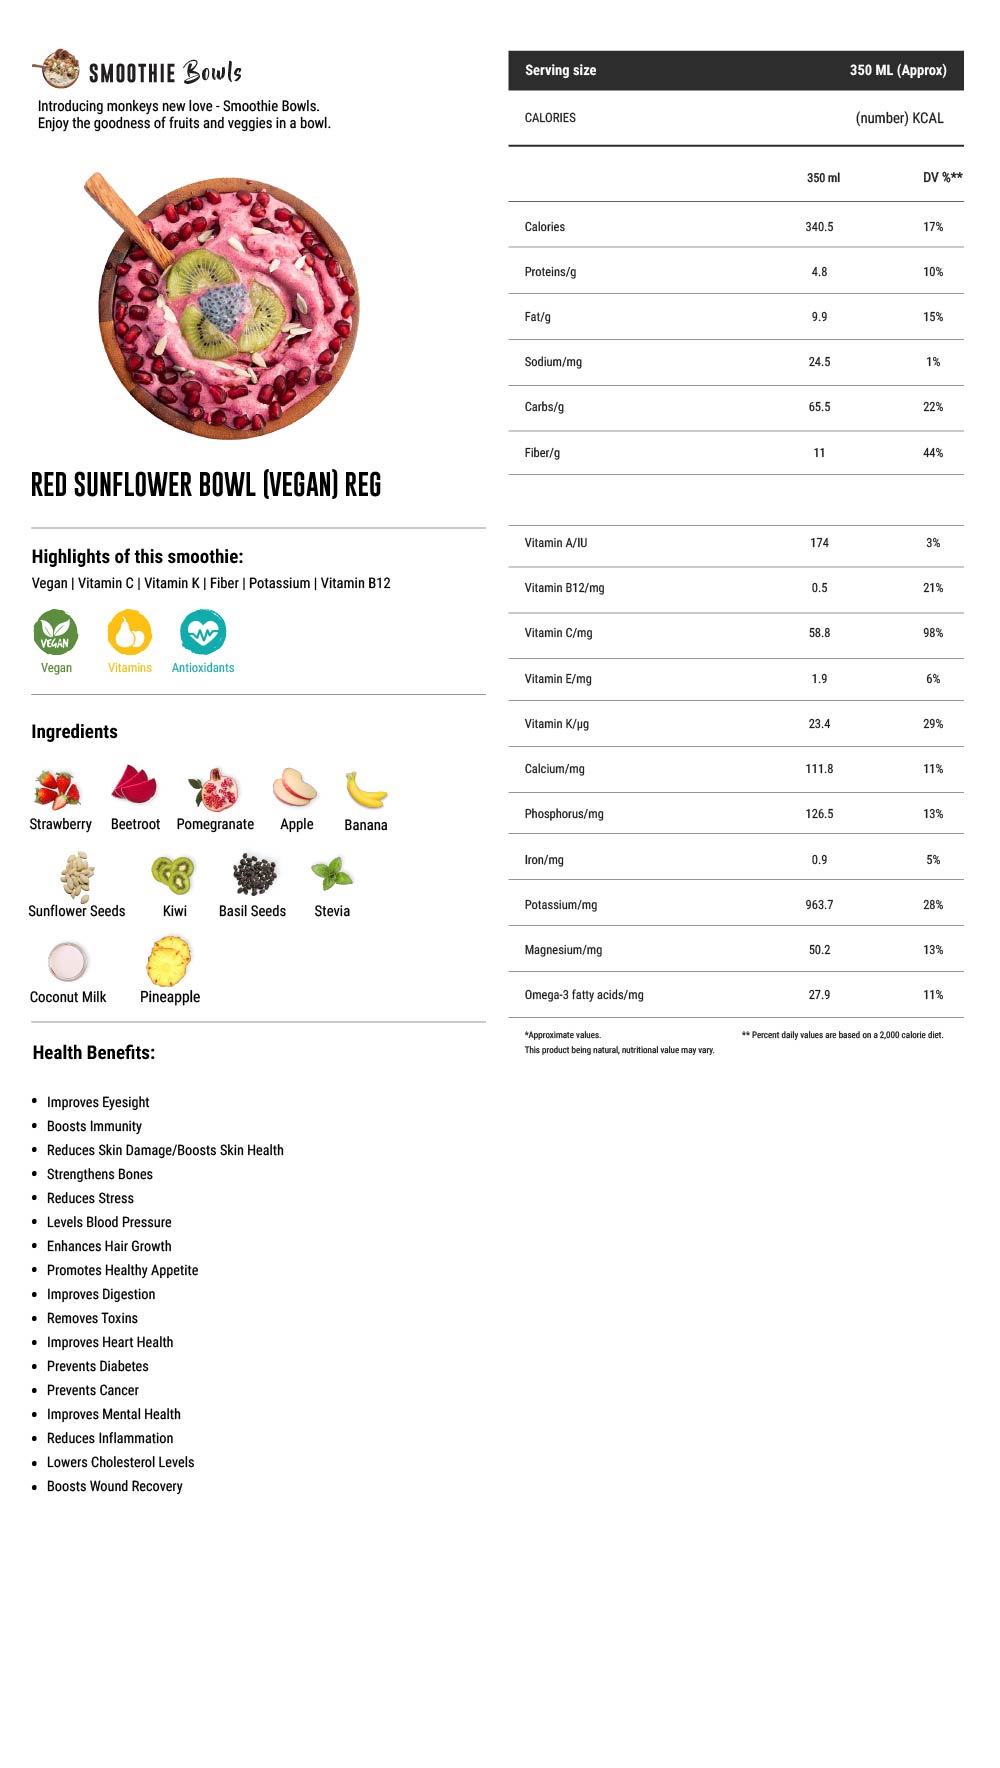 SMOOTHIE Bowls
Introducing monkeys new love - Smoothie Bowls.
Enjoy the goodness of fruits and veggies in a bowl.
RED SUNFLOWER BOWL (VEGAN) REG
Highlights of this smoothie:
Vegan | Vitamin C | Vitamin K | Fiber | Potassium | Vitamin B12
VEGAN
Vegan Vitamins Antioxidants
Ingredients
Strawberry Beetroot Pomegranate Apple Banana
Sunflower Seeds Kiwi Basil Seeds Stevia
Coconut Milk Pineapple
Health Benefits:
• Improves Eyesight
• Boosts Immunity
• Reduces Skin Damage/Boosts Skin Health
• Strengthens Bones
• Reduces Stress
• Levels Blood Pressure
• Enhances Hair Growth
• Promotes Healthy Appetite
• Improves Digestion
• Removes Toxins
• Improves Heart Health
• Prevents Diabetes
• Prevents Cancer
• Improves Mental Health
• Reduces Inflammation
• Lowers Cholesterol Levels
• Boosts Wound Recovery
Serving size 350 ML (Approx)
CALORIES (number) KCAL
350 ml DV %**
Calories 340.5 17%
Proteins/g 4.8 10%
Fat/g 9.9 15%
Sodium/mg 24.5 1%
Carbs/g 65.5 22%
Fiber/g 11 44%
Vitamin A/IU 174 3%
Vitamin B12/mg 0.5 21%
Vitamin C/mg 58.8 98%
Vitamin E/mg 1.9 6%
Vitamin K/µg 23.4 29%
Calcium/mg 111.8 11%
Phosphorus/mg 126.5 13%
Iron/mg 0.9 5%
Potassium/mg 963.7 28%
Magnesium/mg 50.2 13%
Omega-3 fatty acids/mg 27.9 11%
*Approximate values. ** Percent daily values are based on a 2,000 calorie diet.
This product being natural, nutritional value may vary.